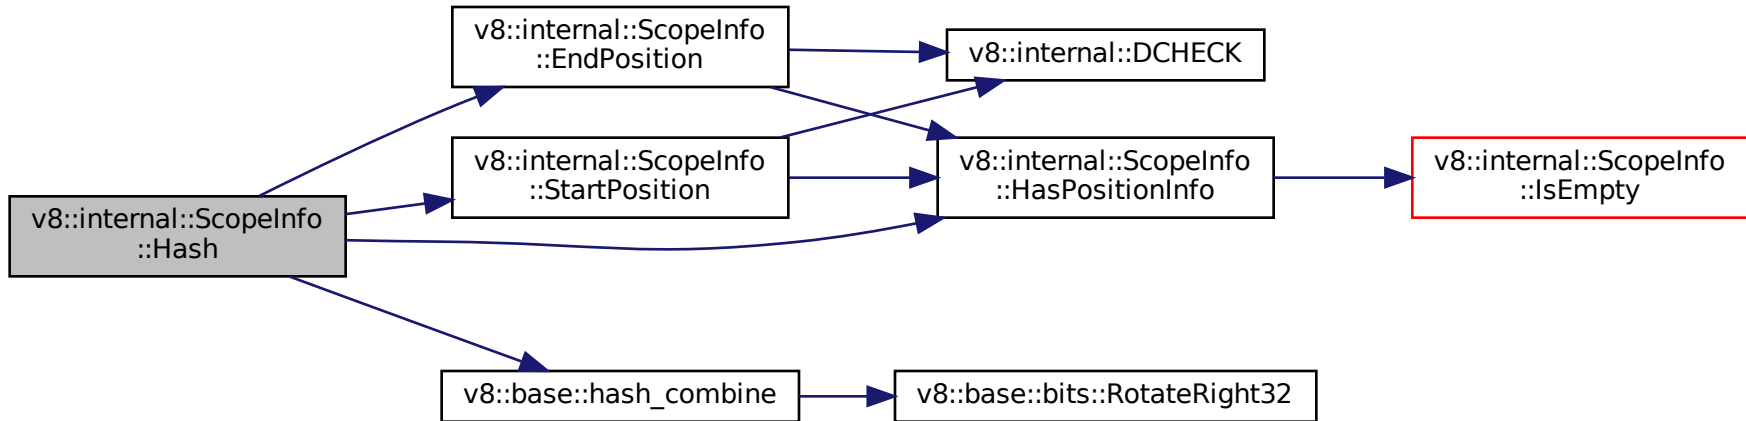 v8::internal::ScopeInfo
::EndPosition
v8::internal::DCHECK
v8::internal::ScopeInfo
::StartPosition
v8::internal::ScopeInfo
::HasPositionInfo
v8::internal::ScopeInfo
::IsEmpty
v8::internal::ScopeInfo
::Hash
v8::base::hash_combine
v8::base::bits::RotateRight32